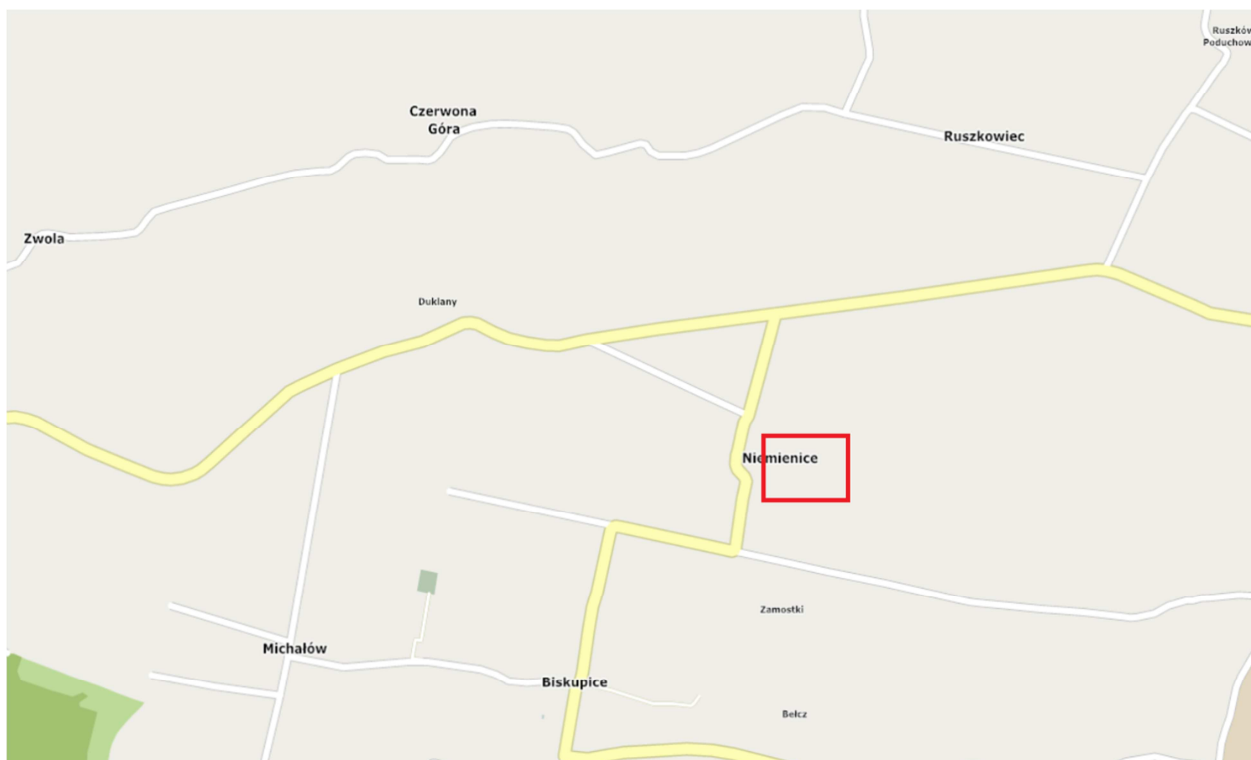 Ruszków
Poduchow
Czerwona
Góra
Ruszkowiec
Zwola
Duklany
Niemienice
Zamostki
Michałów
Biskupice
Bełcz